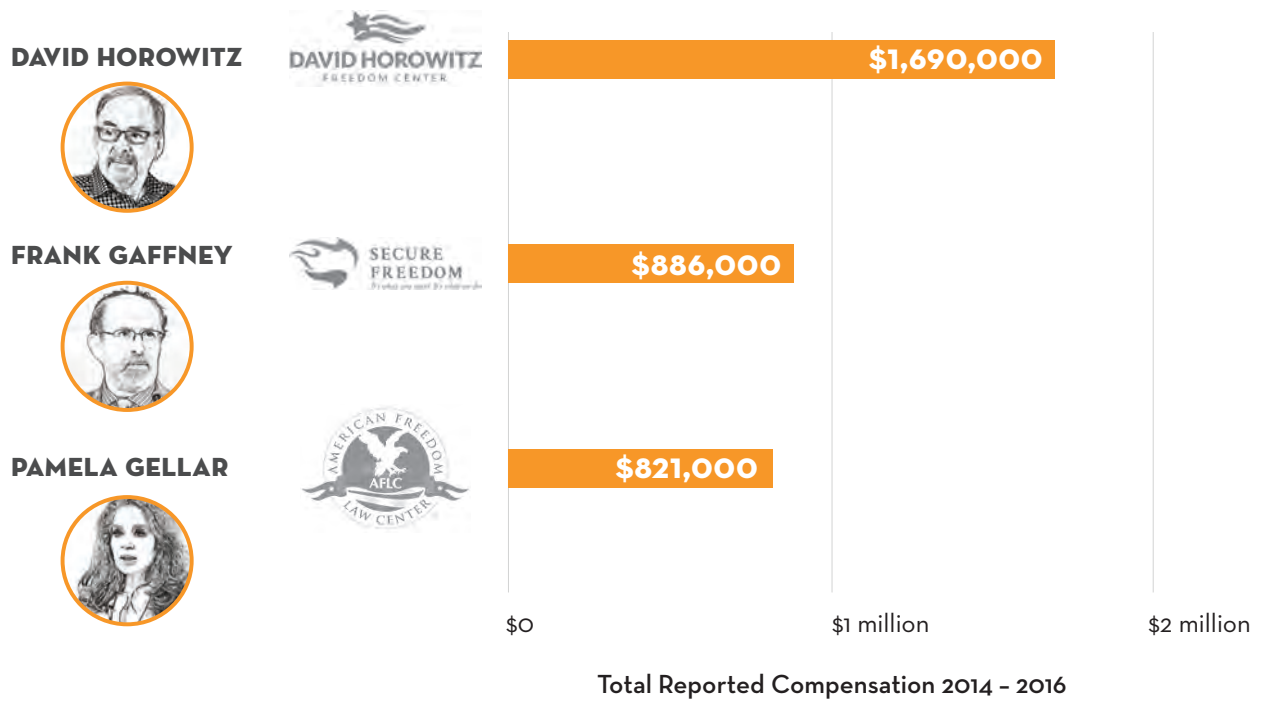 DAVID HOROWITZ
DAVID HOROWITZ
FREEDOM CENTER
$1,690,000
FRANK GAFFNEY
SECURE
FREEDOM
$886,000
PAMELA GELLAR
AMERICAN FREEDOM
AFLC
LAW CENTER
$821,000
$0
$1 million
$2 million
Total Reported Compensation 2014 – 2016